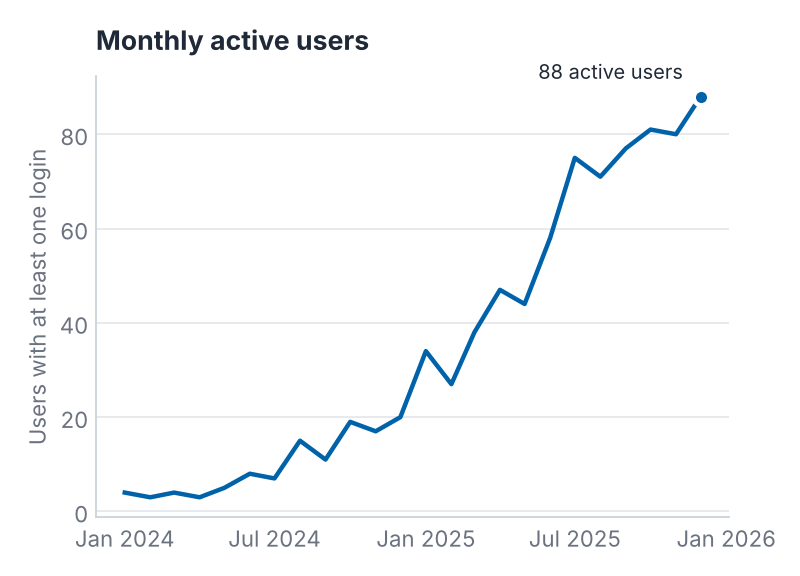 Monthly active users
88 active users
Users with at least one login
80
60
40
20
0
Jan 2024
Jul 2024
Jan 2025
Jul 2025
Jan 2026